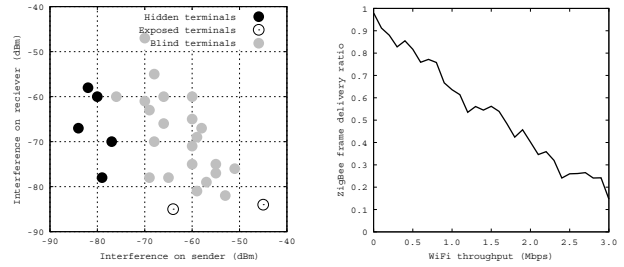 Hidden terminals
Exposed terminals
Blind terminals
-40
-50
-60
-70
-80
-90
-90 -80 -70 -60 -50 -40
Interference on reciever (dBm)
Interference on sender (dBm)
1
0.9
0.8
0.7
0.6
0.5
0.4
0.3
0.2
0.1
0
0 0.5 1.0 1.5 2.0 2.5 3.0
ZigBee frame delivery ratio
WiFi throughput (Mbps)